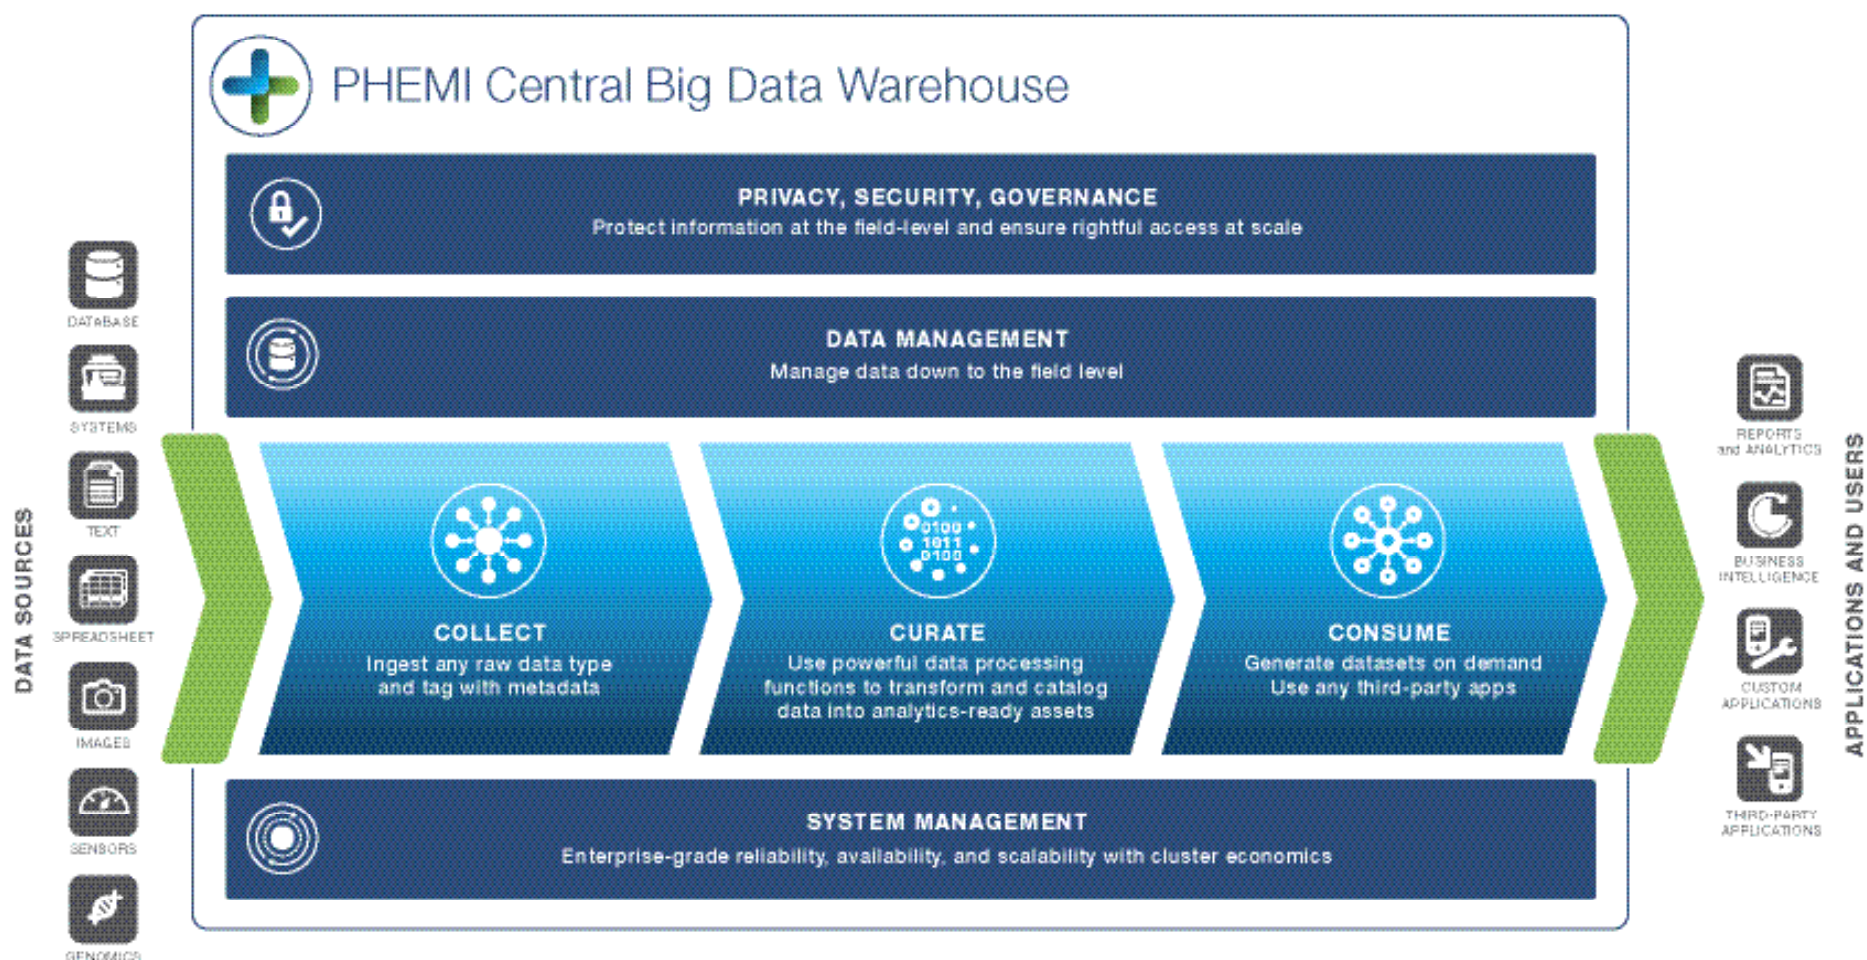 PHEMI Central Big Data Warehouse
PRIVACY, SECURITY, GOVERNANCE
Protect information at the field-level and ensure rightful access at scale
DATA MANAGEMENT
Manage data down to the field level
DATA SOURCES
DATABASE
SYSTEMS
TEXT
SPREADSHEET
IMAGES
SENSORS
GENOMICS
COLLECT
Ingest any raw data type
and tag with metadata
CURATE
0100
1011
0100
Use powerful data processing
functions to transform and catalog
data into analytics-ready assets
CONSUME
Generate datasets on demand
Use any third-party apps
SYSTEM MANAGEMENT
Enterprise-grade reliability, availability, and scalability with cluster economics
REPORTS
and ANALYTICS
BUSINESS
INTELLIGENCE
CUSTOM
APPLICATIONS
THIRD-PARTY
APPLICATIONS
APPLICATIONS AND USERS